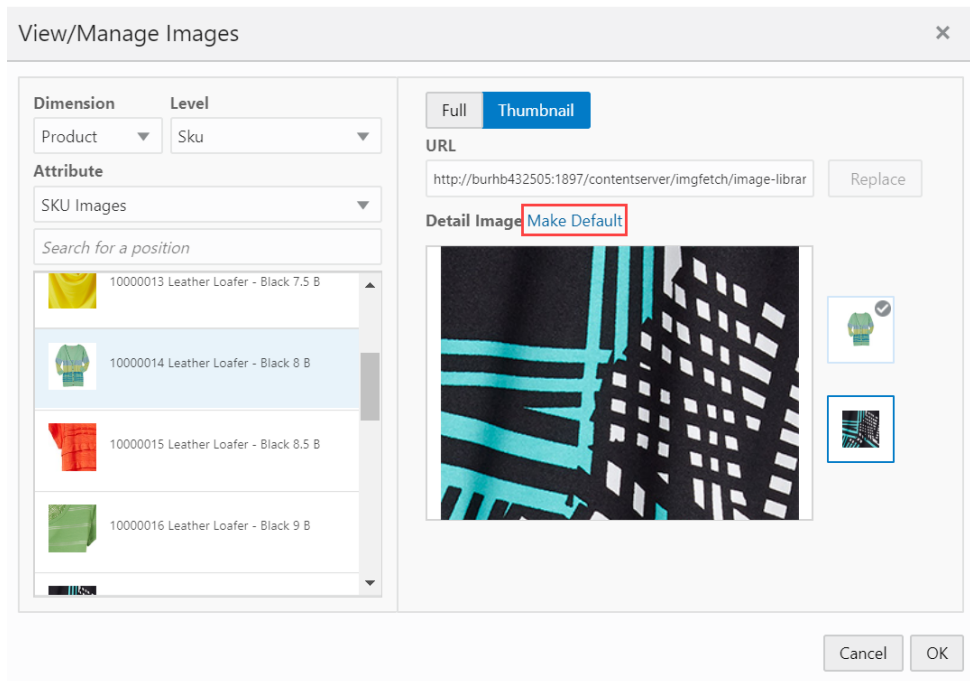 View/Manage Images
Dimension Level
Product Sku
Attribute
SKU Images
Search for a position
10000013 Leather Loafer - Black 7.5 B
10000014 Leather Loafer - Black 8 B
10000015 Leather Loafer - Black 8.5 B
10000016 Leather Loafer - Black 9 B
Full Thumbnail
URL
http://burhb432505:1897/contentserver/imgfetch/image-librar
Replace
Detail Image Make Default
Cancel OK